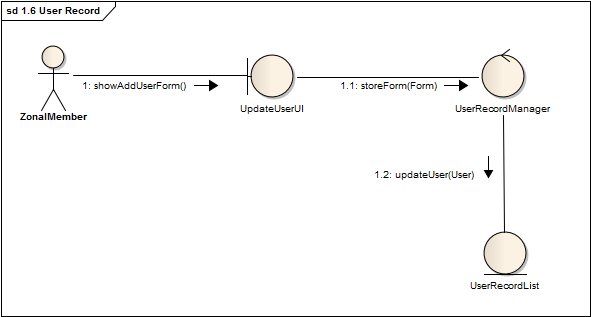 sd 1.6 User Record
1: showAddUserForm()
1.1: storeForm(Form)
UpdateUserUI
UserRecordManager
ZonalMember
1.2: updateUser(User)
UserRecordList